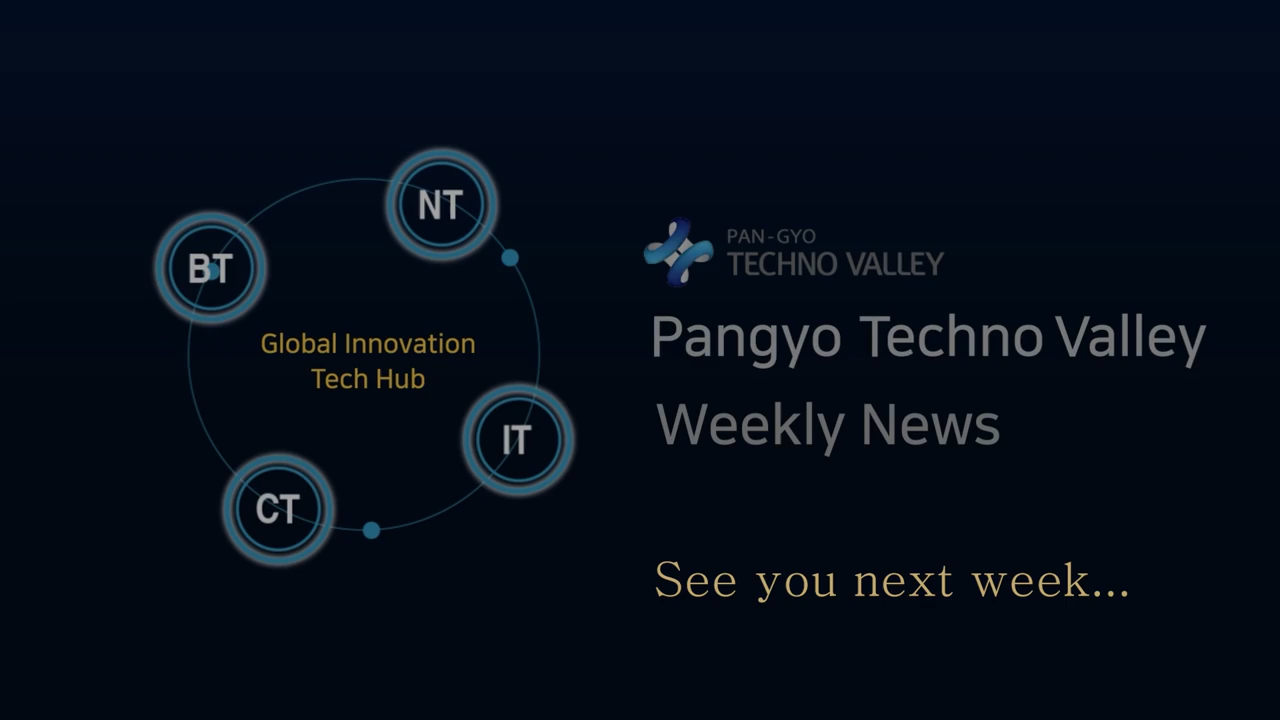 NT
BT
Global Innovation
Tech Hub
IT
CT
PAN-GYO
TECHNO VALLEY
Pangyo Techno Valley
Weekly News
See you next week...